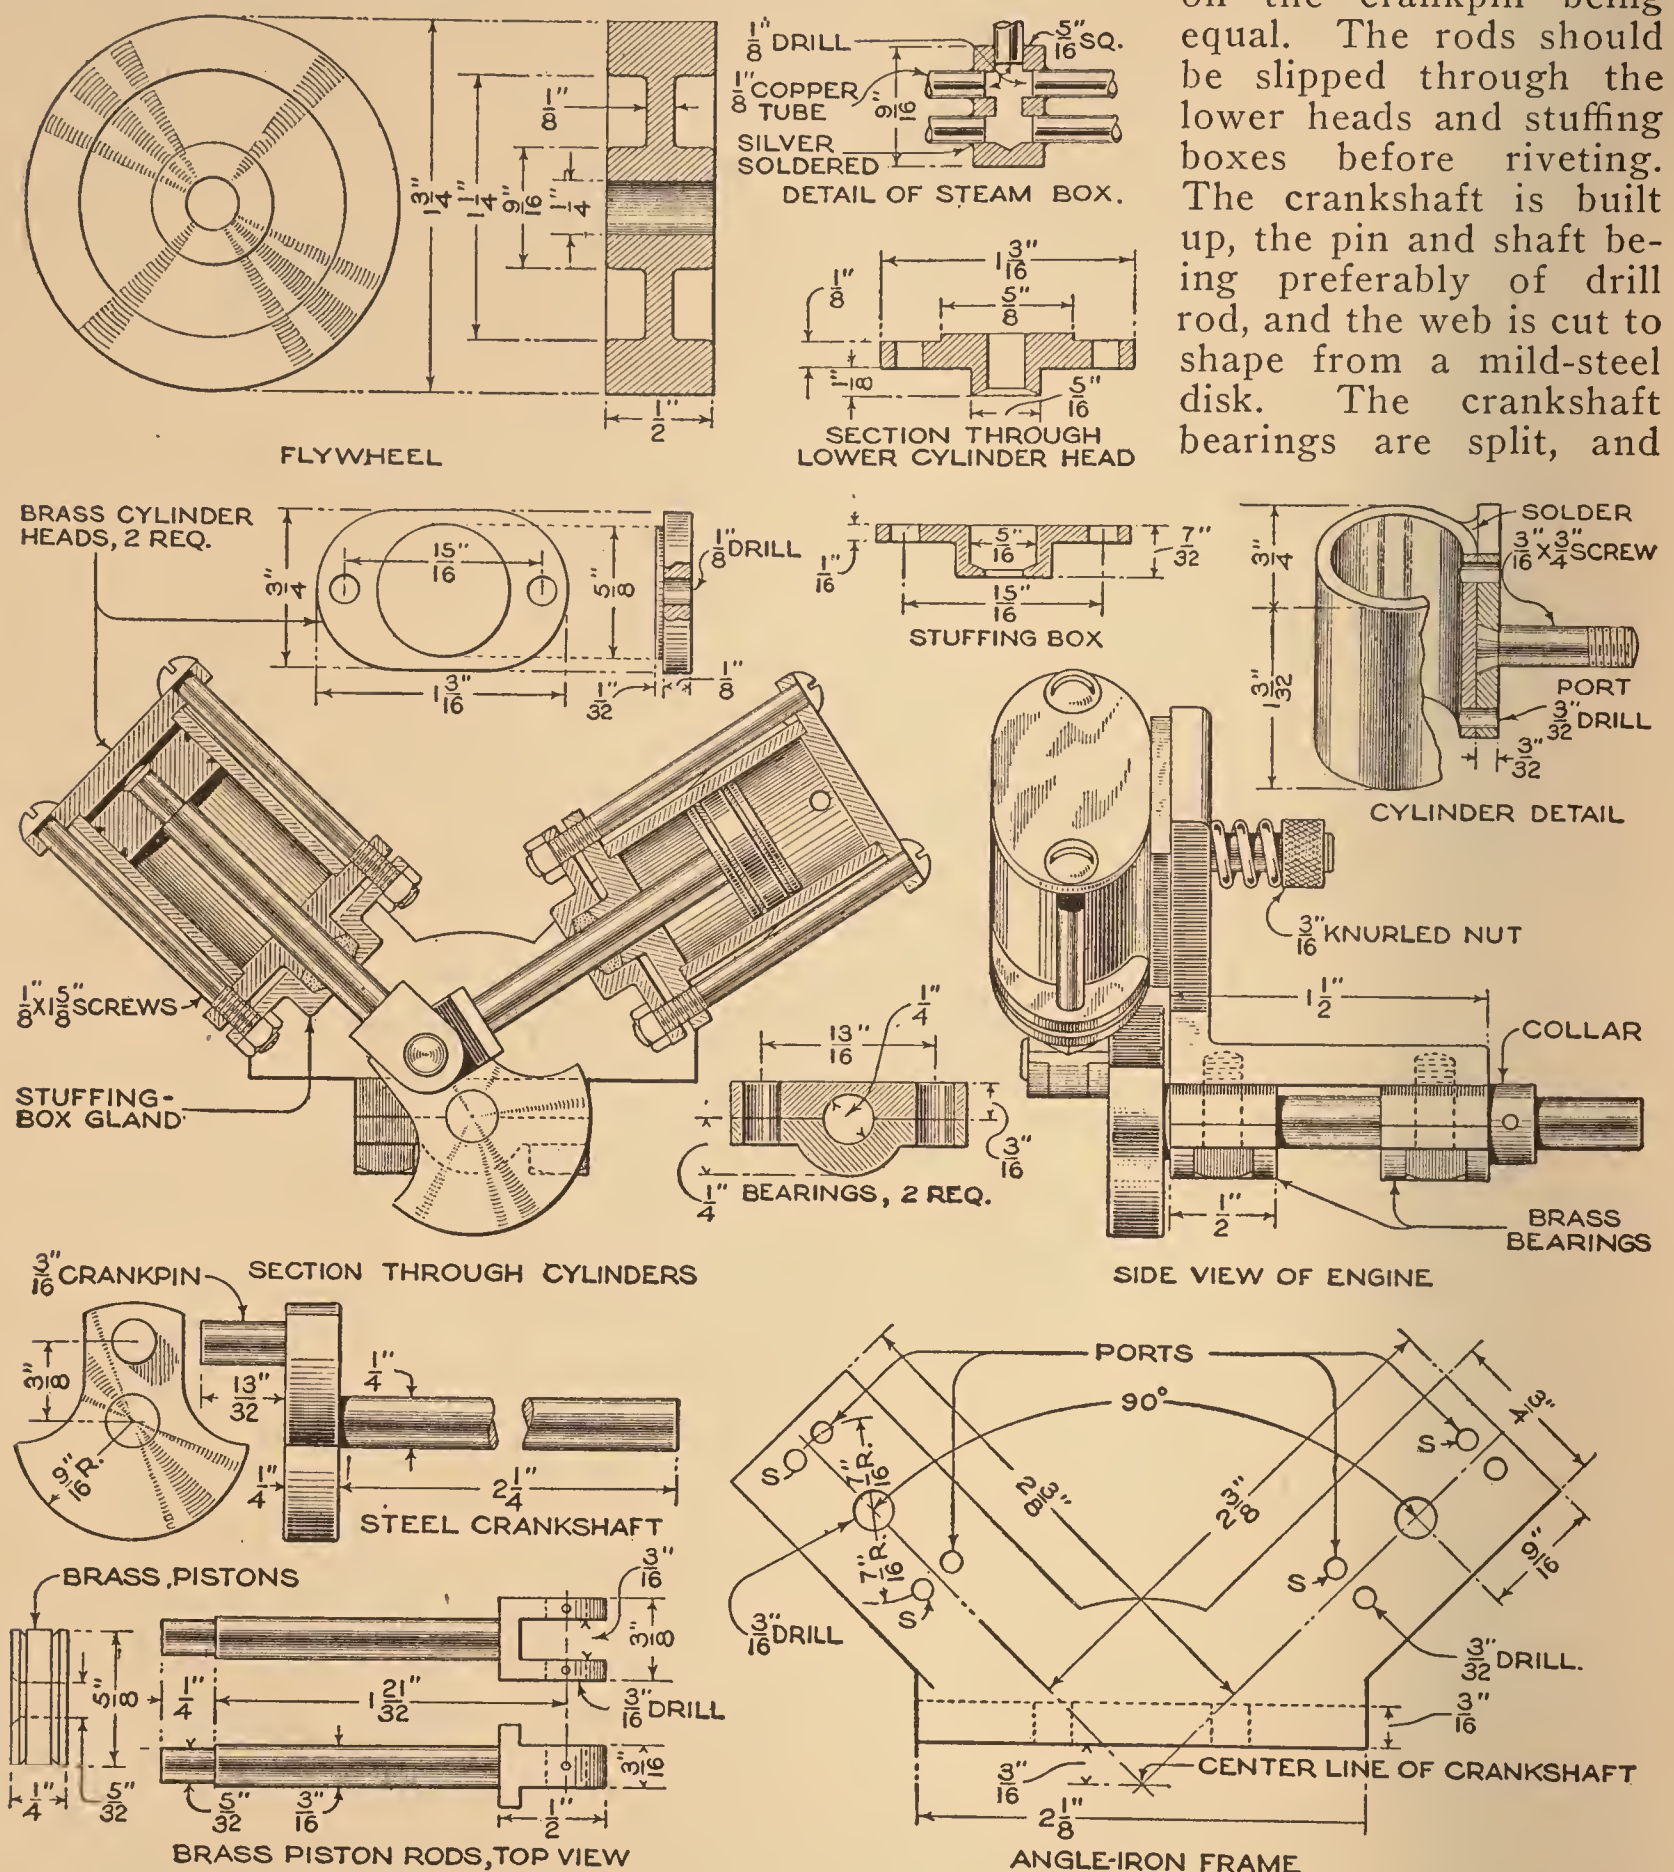 on the crankpin being
equal. The rods should
be slipped through the
lower heads and stuffing
boxes before riveting.
The crankshaft is built
up, the pin and shaft be-
ing preferably of drill
rod, and the web is cut to
shape from a mild-steel
disk. The crankshaft
bearings are split, and
1 3/4"
1 1/4"
9/16"
1/4"
1/8"
1/2"
FLYWHEEL
1/8" DRILL
5/16" SQ.
1/8" COPPER
TUBE
9/16"
SILVER
SOLDERED
DETAIL OF STEAM BOX.
1 3/16"
5/8"
1/8"
1/8"
5/16"
SECTION THROUGH
LOWER CYLINDER HEAD
BRASS CYLINDER
HEADS, 2 REQ.
3/4"
15/16"
1 3/16"
5/8"
1/8" DRILL
1/32"
1/8"
5/16"
7/32"
1/16"
15/16"
STUFFING BOX
SOLDER
3/16" X 3/4" SCREW
3/4"
1 3/32"
PORT
3/32" DRILL
3/32"
CYLINDER DETAIL
1/8" X 1 5/8" SCREWS
STUFFING-
BOX GLAND
SECTION THROUGH CYLINDERS
13/16"
1/4"
3/16"
1/4"
BEARINGS, 2 REQ.
3/16" KNURLED NUT
1 1/2"
COLLAR
1/2"
BRASS
BEARINGS
SIDE VIEW OF ENGINE
3/16" CRANKPIN
3/8"
9/16" R.
13/32"
1/4"
1/4"
2 1/4"
STEEL CRANKSHAFT
BRASS PISTONS
5/8"
1/4"
5/32"
1/4"
1 21/32"
3/16"
3/8"
3/16" DRILL
5/32"
3/16"
3/16"
1/2"
BRASS PISTON RODS, TOP VIEW
PORTS
90°
S
S
S
S
7/16" R.
7/16" R.
2 3/8"
2 3/8"
3/4"
9/16"
3/16" DRILL
3/32" DRILL.
3/16"
3/16"
CENTER LINE OF CRANKSHAFT
2 1/8"
ANGLE-IRON FRAME